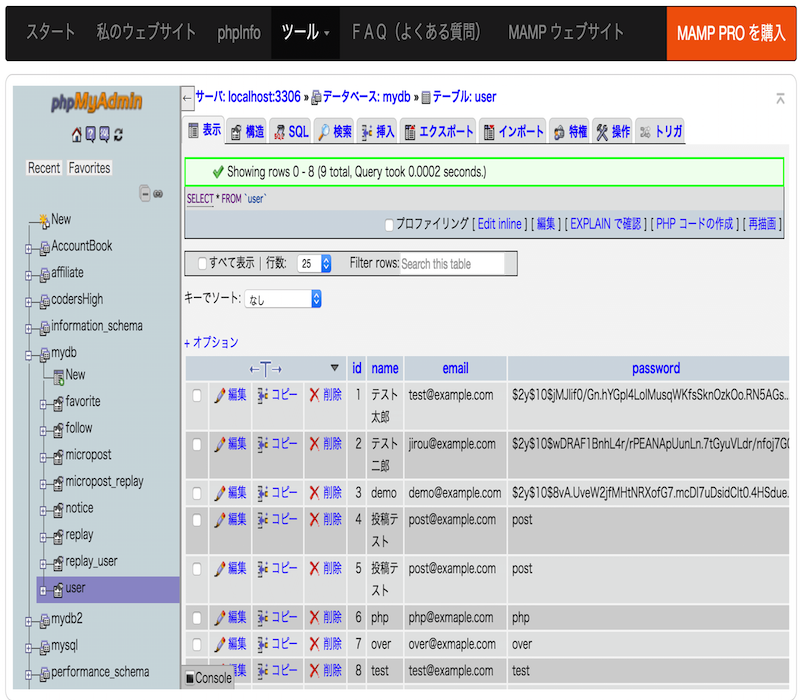 スタート 私のウェブサイト phpInfo ツール FAQ（よくある質問） MAMP ウェブサイト MAMP PRO を購入
phpMyAdmin
Recent Favorites
New
AccountBook
affiliate
codersHigh
information_schema
mydb
New
favorite
follow
micropost
micropost_replay
notice
replay
replay_user
user
mydb2
mysql
performance_schema
← サーバ: localhost:3306 » データベース: mydb » テーブル: user
表示 構造 SQL 検索 挿入 エクスポート インポート 特権 操作 トリガ
Showing rows 0 - 8 (9 total, Query took 0.0002 seconds.)
SELECT * FROM `user`
プロファイリング [ Edit inline ] [ 編集 ] [ EXPLAIN で確認 ] [ PHP コードの作成 ] [ 再描画 ]
すべて表示 | 行数: 25 Filter rows: Search this table
キーでソート: なし
+ オプション
←T→ ▼ id name email password
編集 コピー 削除 1 テスト太郎 test@example.com $2y$10$jMJlif0/Gn.hYGpl4LolMusqWKfsSknOzkOo.RN5AGs..
編集 コピー 削除 2 テスト二郎 jirou@example.com $2y$10$wDRAF1BnhL4r/rPEANApUunLn.7tGyuVLdr/nfoj7G
編集 コピー 削除 3 demo demo@example.com $2y$10$8vA.UveW2jfMHtNRXofG7.mcDl7uDsidClt0.4HSdue.
編集 コピー 削除 4 投稿テスト post@example.com post
編集 コピー 削除 5 投稿テスト post@example.com post
編集 コピー 削除 6 php php@exmaple.com php
編集 コピー 削除 7 over over@exmaple.com over
編集 コピー 削除 8 test test@exmaple.com test
Console